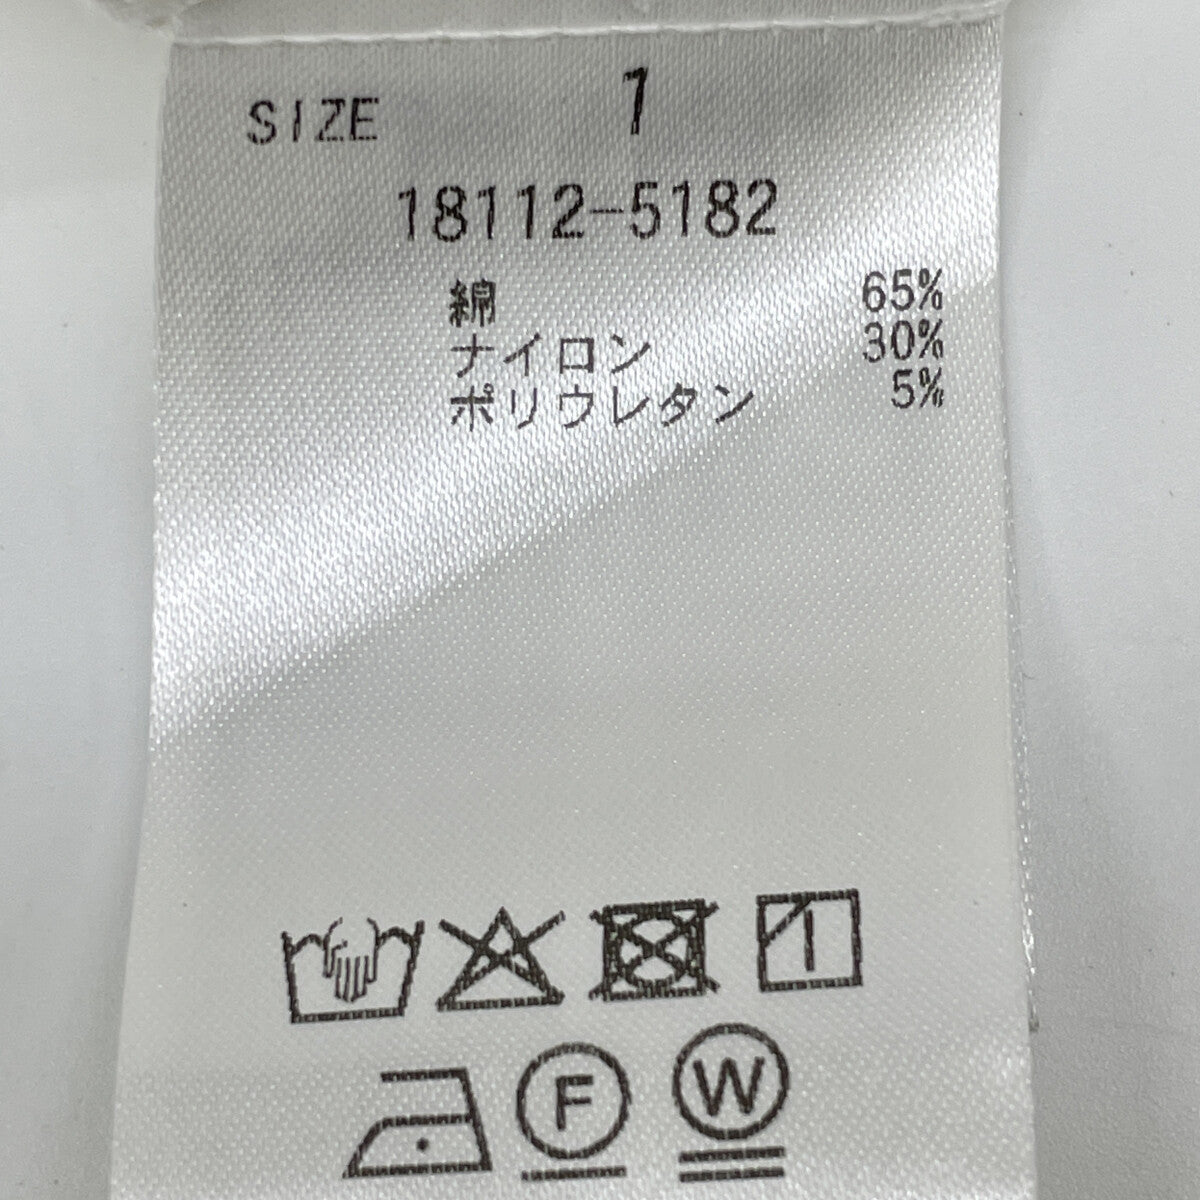 SIZE 1
18112-5182
綿 65%
ナイロン 30%
ポリウレタン 5%
F W